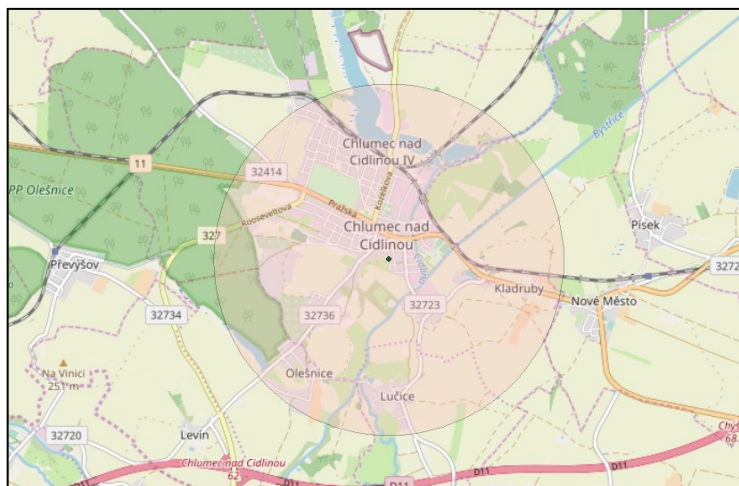 Chlumec nad
Cidlinou IV
11
32414
Kozelkova
Bystřice
PP Olešnice
Pražská
Rooseveltova
327
Chlumec nad
Cidlinou
Písek
Převýšov
Cidlina
3272
Kladruby
Nové Město
32734
32736
32723
Na Vinici
251 m
Olešnice
Lučice
32720
Levín
Chlumec nad Cidlinou
62
D11
D11
D11
Chýš
68